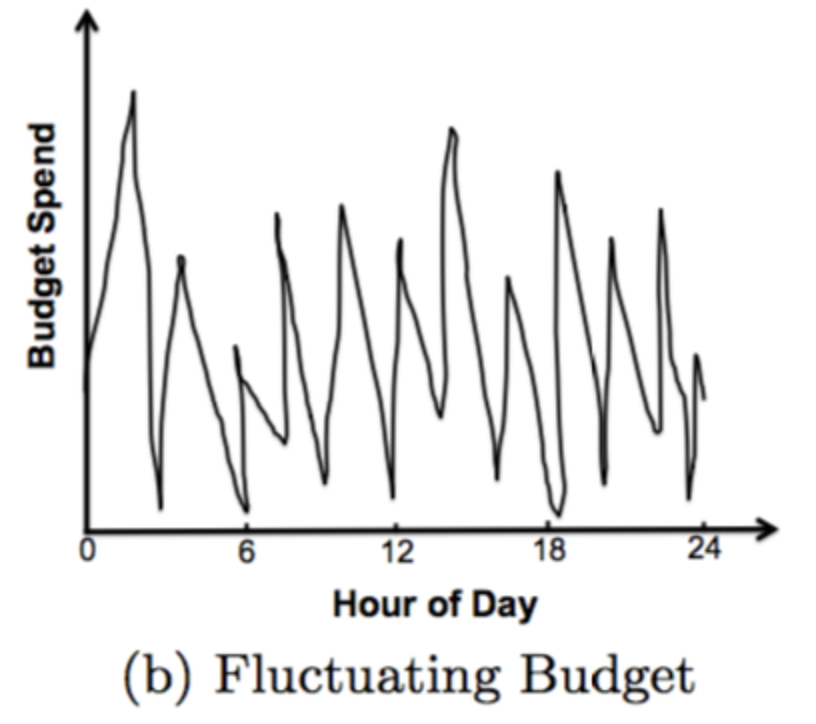 Budget Spend
0 6 12 18 24
Hour of Day
(b) Fluctuating Budget